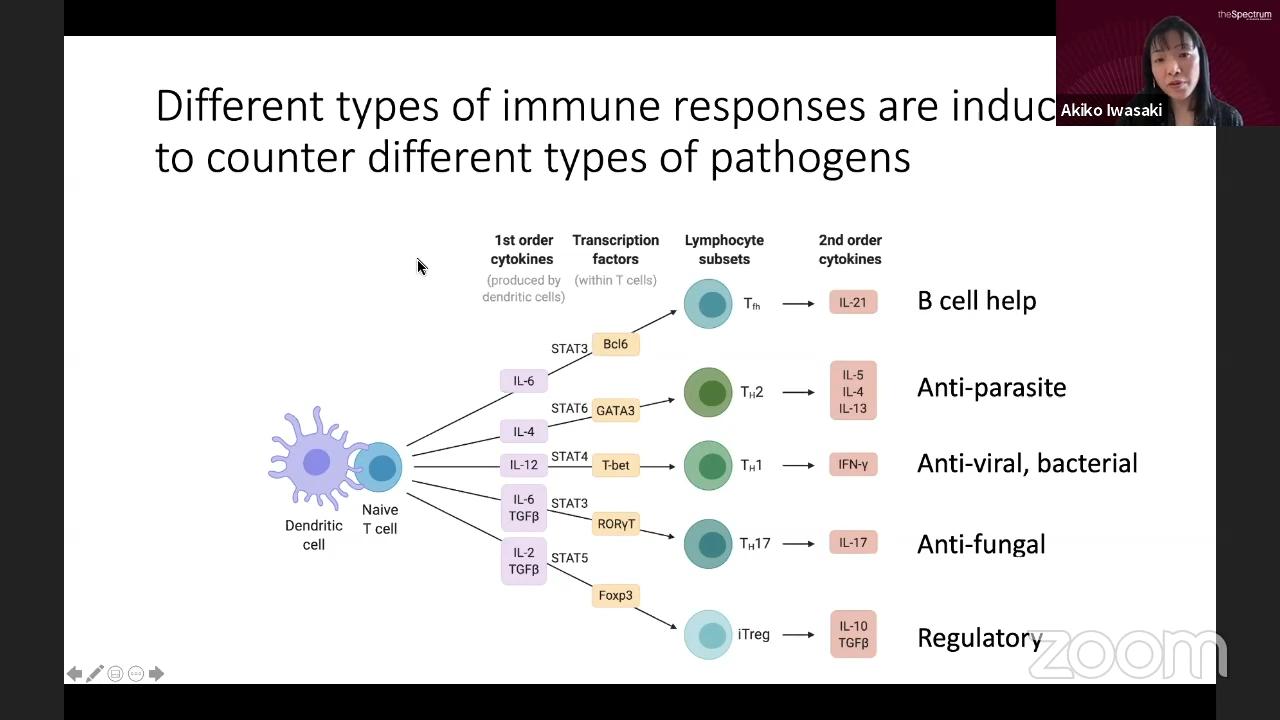 theSpectrum
Akiko Iwasaki
Different types of immune responses are induc
to counter different types of pathogens
1st order
cytokines
(produced by
dendritic cells)
Transcription
factors
(within T cells)
Lymphocyte
subsets
2nd order
cytokines
STAT3
Bcl6
IL-6
Tfh
IL-21
B cell help
STAT6
GATA3
IL-4
TH2
IL-5
IL-4
IL-13
Anti-parasite
IL-12
STAT4
T-bet
TH1
IFN-γ
Anti-viral, bacterial
IL-6
TGFβ
STAT3
RORγT
TH17
IL-17
Anti-fungal
IL-2
TGFβ
STAT5
Foxp3
iTreg
IL-10
TGFβ
Regulatory
Dendritic
cell
Naive
T cell
zoom